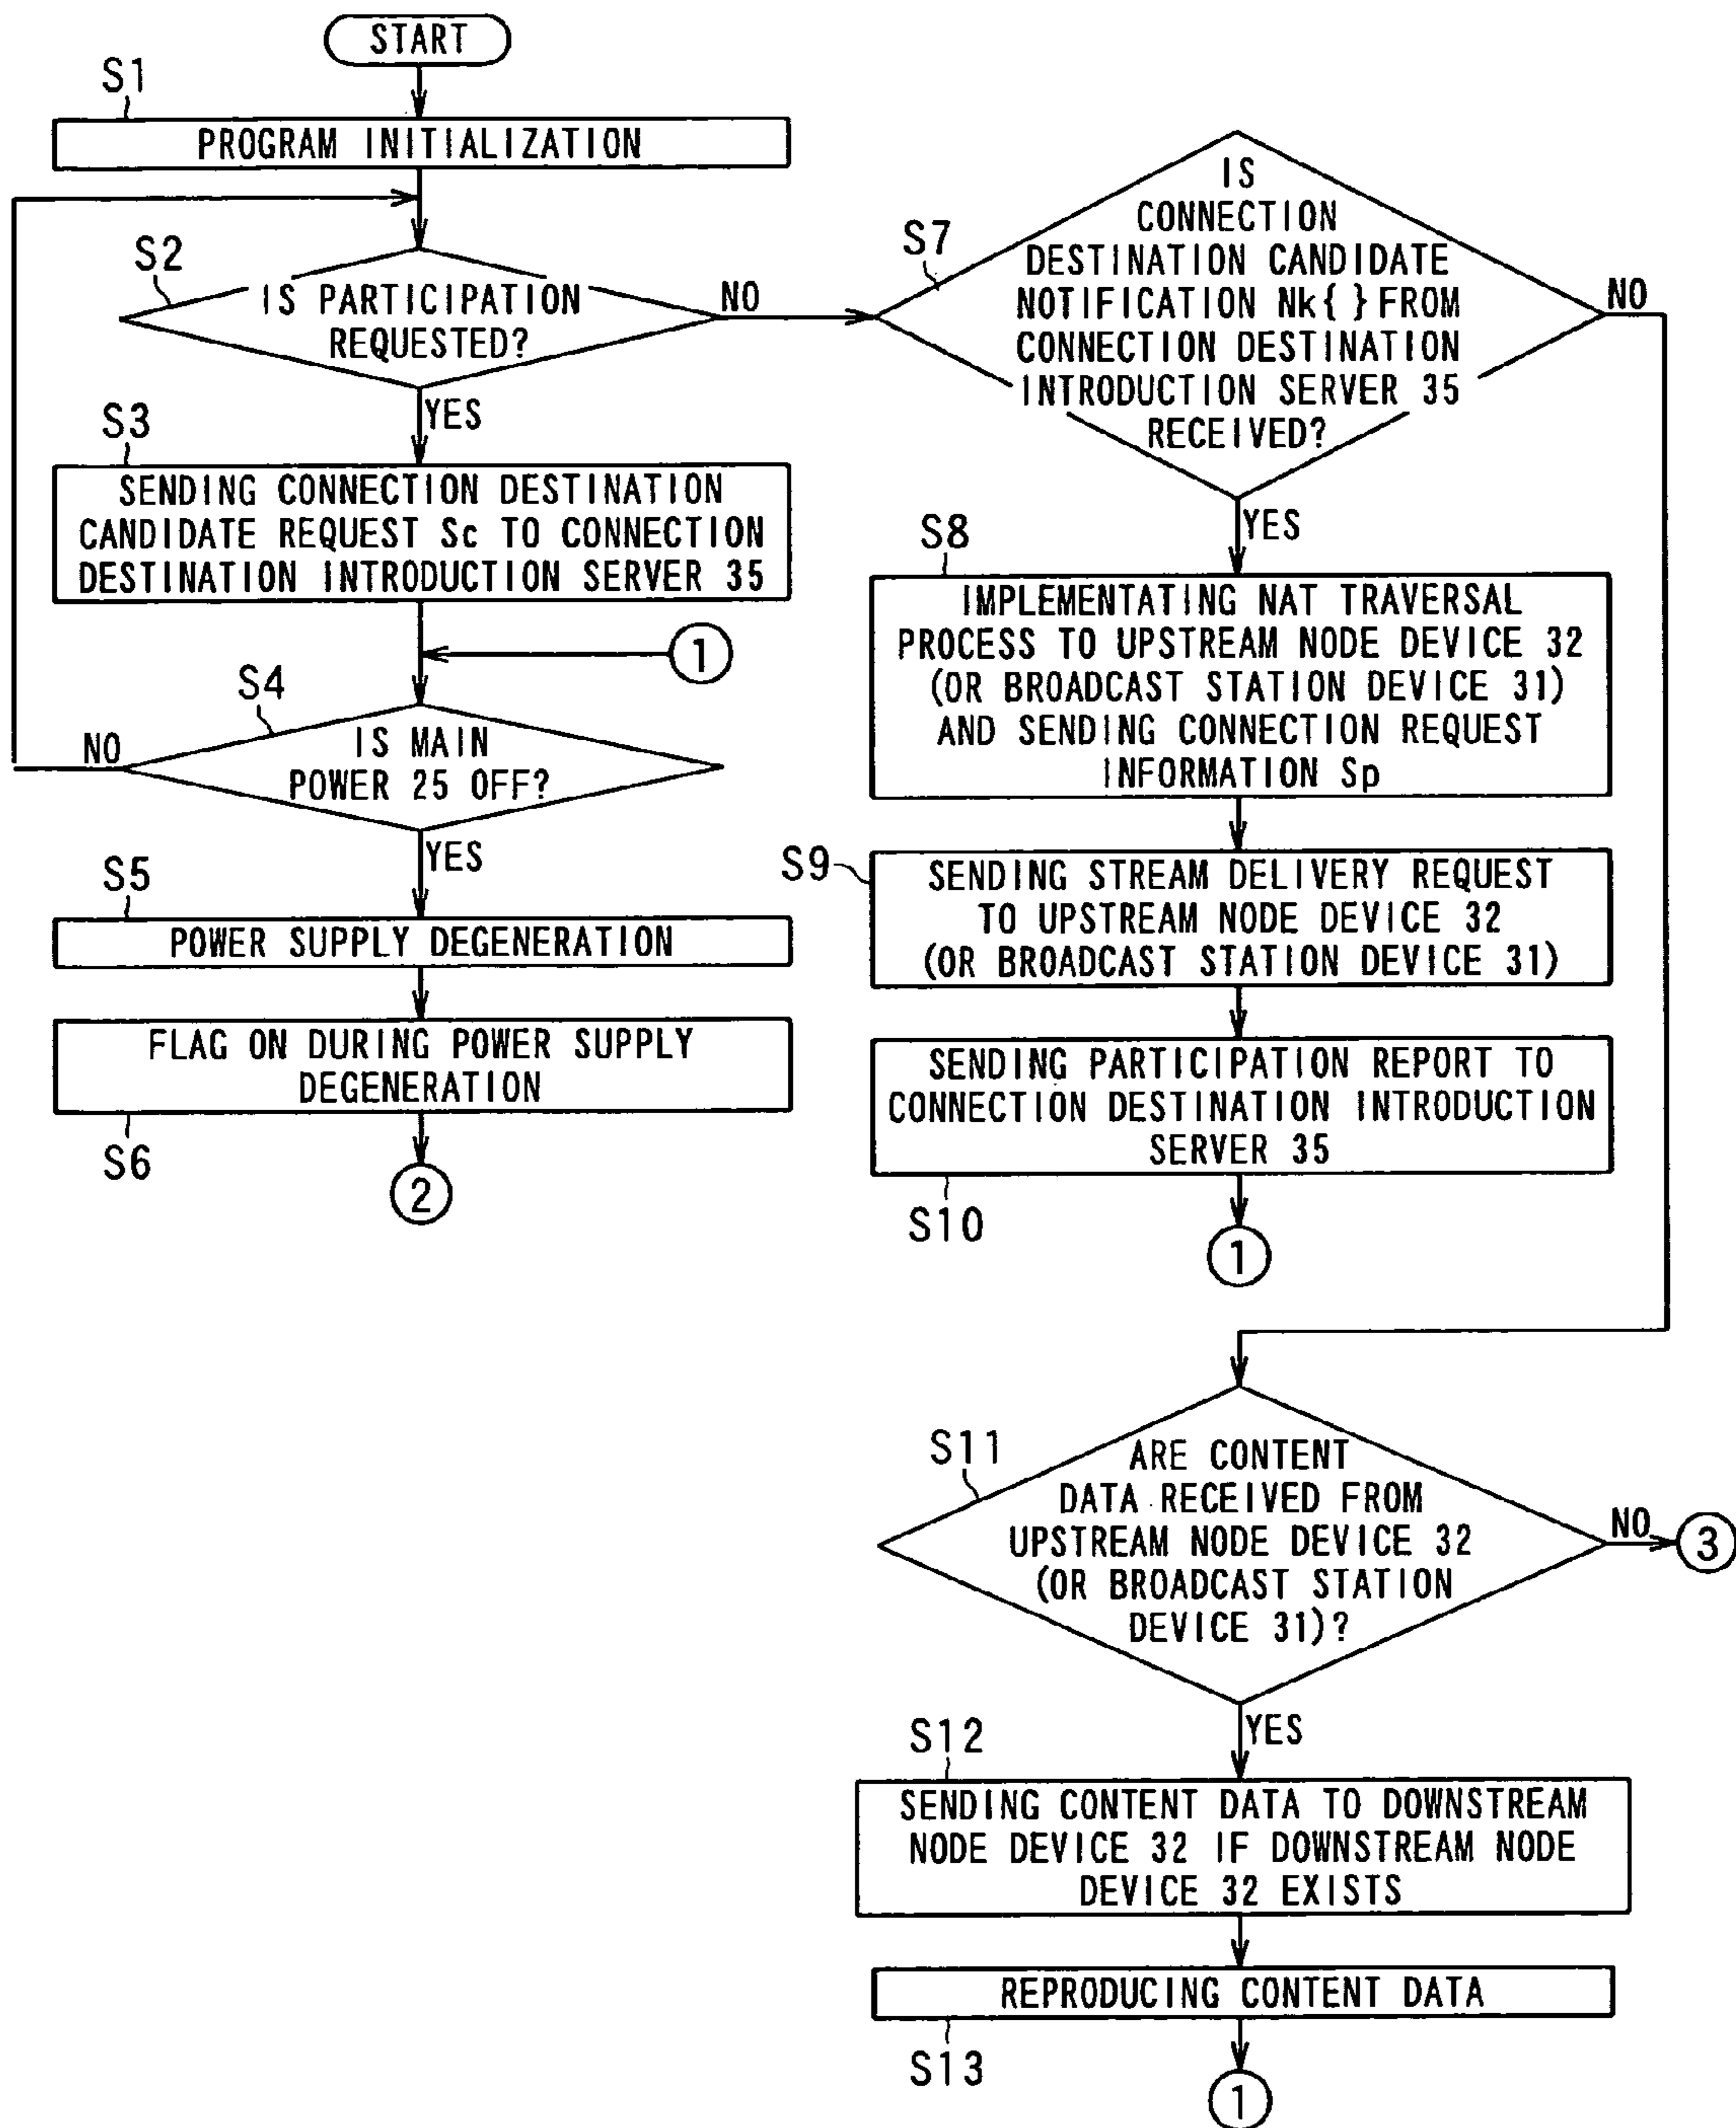 START
S1
PROGRAM INITIALIZATION
S2
IS PARTICIPATION
REQUESTED?
NO
YES
S3
SENDING CONNECTION DESTINATION
CANDIDATE REQUEST Sc TO CONNECTION
DESTINATION INTRODUCTION SERVER 35
1
S4
IS MAIN
POWER 25 OFF?
NO
YES
S5
POWER SUPPLY DEGENERATION
FLAG ON DURING POWER SUPPLY
DEGENERATION
S6
2
S7
IS
CONNECTION
DESTINATION CANDIDATE
NOTIFICATION Nk{ } FROM
CONNECTION DESTINATION
INTRODUCTION SERVER 35
RECEIVED?
NO
YES
S8
IMPLEMENTATING NAT TRAVERSAL
PROCESS TO UPSTREAM NODE DEVICE 32
(OR BROADCAST STATION DEVICE 31)
AND SENDING CONNECTION REQUEST
INFORMATION Sp
S9
SENDING STREAM DELIVERY REQUEST
TO UPSTREAM NODE DEVICE 32
(OR BROADCAST STATION DEVICE 31)
SENDING PARTICIPATION REPORT TO
CONNECTION DESTINATION INTRODUCTION
SERVER 35
S10
1
S11
ARE CONTENT
DATA RECEIVED FROM
UPSTREAM NODE DEVICE 32
(OR BROADCAST STATION
DEVICE 31)?
NO
3
YES
S12
SENDING CONTENT DATA TO DOWNSTREAM
NODE DEVICE 32 IF DOWNSTREAM NODE
DEVICE 32 EXISTS
REPRODUCING CONTENT DATA
S13
1